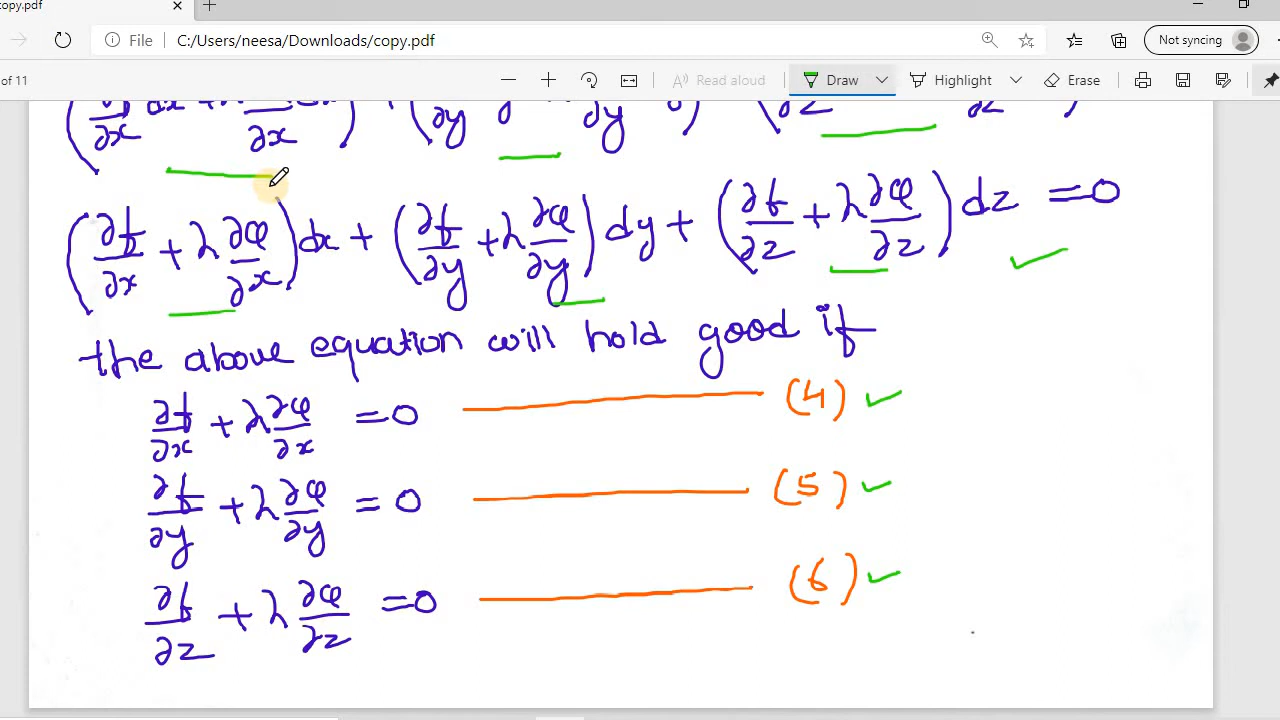 copy.pdf
File C:/Users/neesa/Downloads/copy.pdf Not syncing
of 11 Read aloud Draw Highlight Erase
(∂f/∂x + λ ∂φ/∂x) dx + (∂f/∂y + λ ∂φ/∂y) dy + (∂f/∂z + λ ∂φ/∂z) dz = 0
the above equation will hold good if
∂f/∂x + λ ∂φ/∂x = 0 (4)
∂f/∂y + λ ∂φ/∂y = 0 (5)
∂f/∂z + λ ∂φ/∂z = 0 (6)